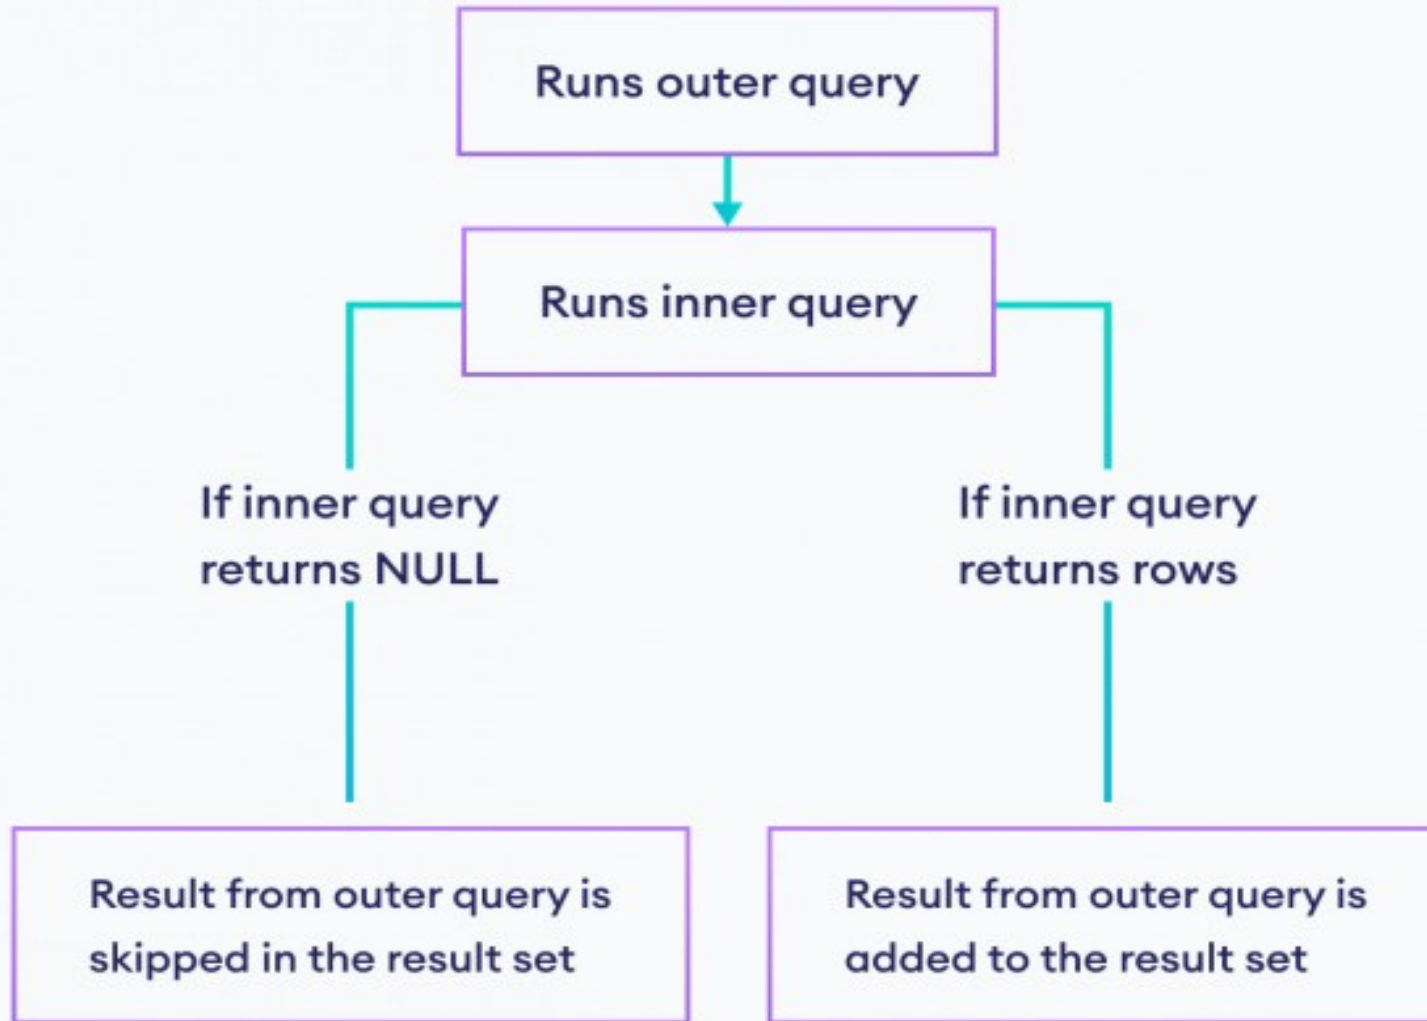 Runs outer query
Runs inner query
If inner query
returns NULL
If inner query
returns rows
Result from outer query is
skipped in the result set
Result from outer query is
added to the result set